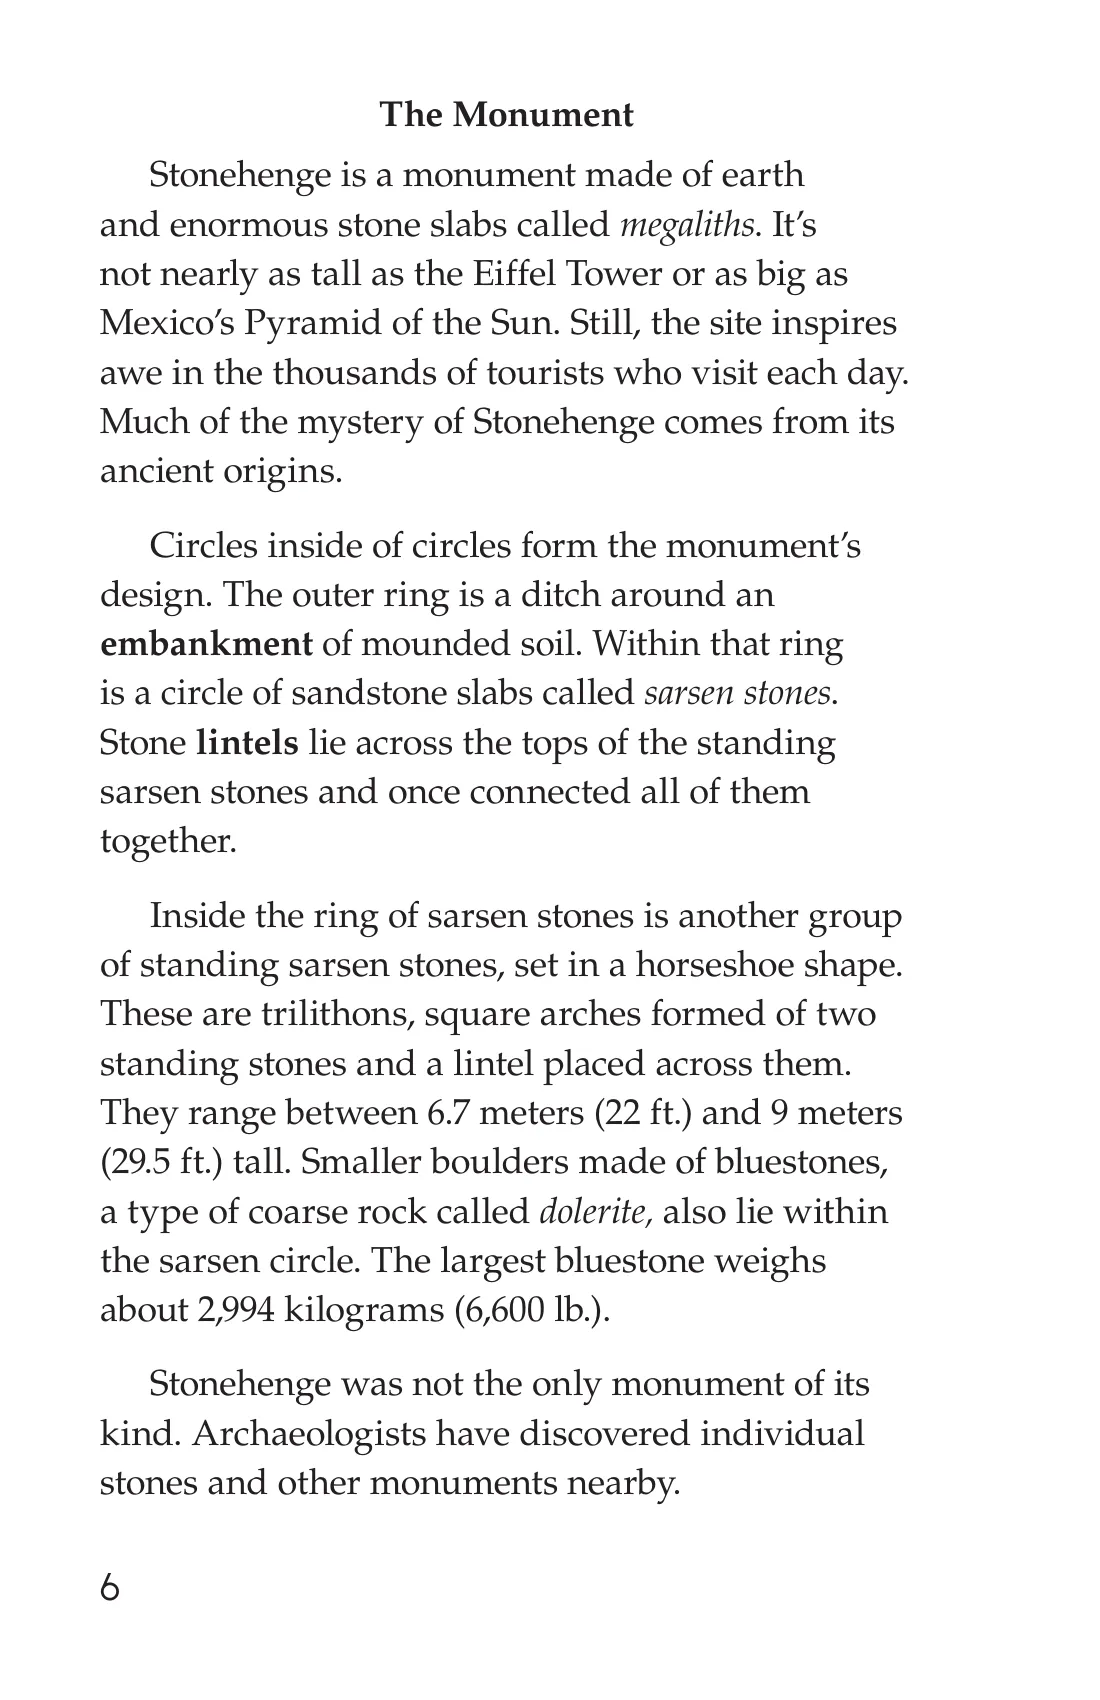 The Monument
Stonehenge is a monument made of earth
and enormous stone slabs called megaliths. It’s
not nearly as tall as the Eiffel Tower or as big as
Mexico’s Pyramid of the Sun. Still, the site inspires
awe in the thousands of tourists who visit each day.
Much of the mystery of Stonehenge comes from its
ancient origins.
Circles inside of circles form the monument’s
design. The outer ring is a ditch around an
embankment of mounded soil. Within that ring
is a circle of sandstone slabs called sarsen stones.
Stone lintels lie across the tops of the standing
sarsen stones and once connected all of them
together.
Inside the ring of sarsen stones is another group
of standing sarsen stones, set in a horseshoe shape.
These are trilithons, square arches formed of two
standing stones and a lintel placed across them.
They range between 6.7 meters (22 ft.) and 9 meters
(29.5 ft.) tall. Smaller boulders made of bluestones,
a type of coarse rock called dolerite, also lie within
the sarsen circle. The largest bluestone weighs
about 2,994 kilograms (6,600 lb.).
Stonehenge was not the only monument of its
kind. Archaeologists have discovered individual
stones and other monuments nearby.
6